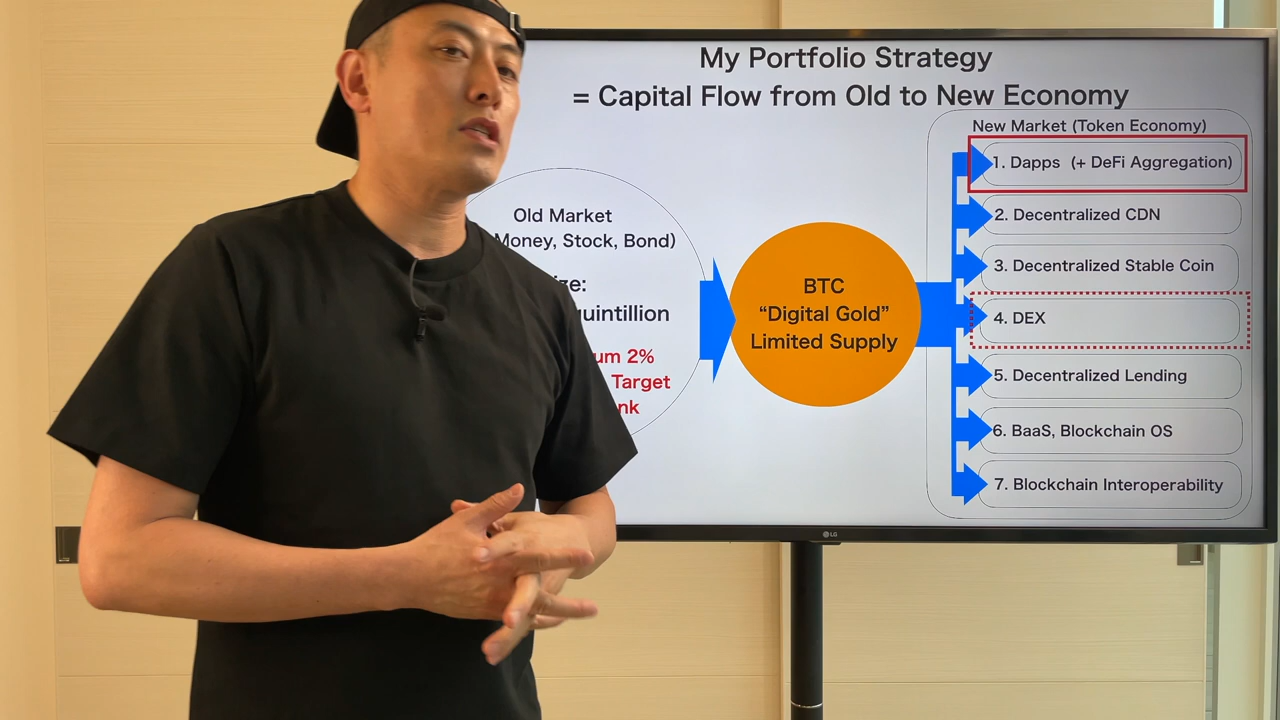 My Portfolio Strategy
= Capital Flow from Old to New Economy
Old Market
Money, Stock, Bond)
BTC
“Digital Gold”
Limited Supply
Target
New Market (Token Economy)
1. Dapps (+ DeFi Aggregation)
2. Decentralized CDN
3. Decentralized Stable Coin
4. DEX
5. Decentralized Lending
6. BaaS, Blockchain OS
7. Blockchain Interoperability
LG